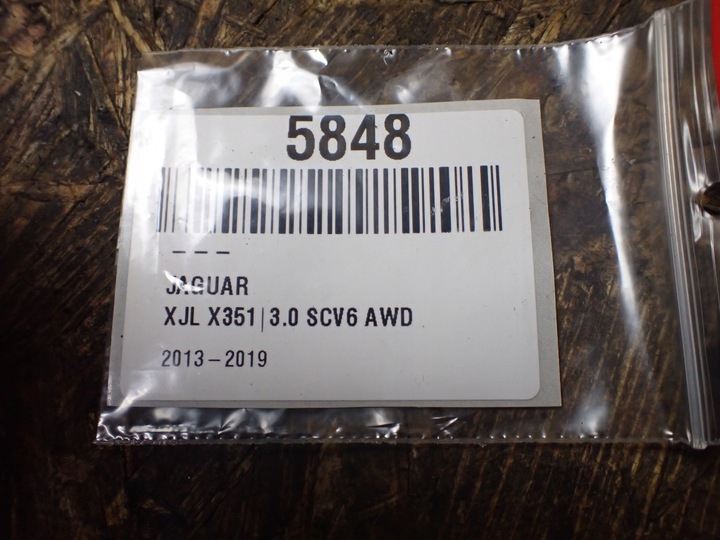 5848
– – –
JAGUAR
XJL X351|3.0 SCV6 AWD
2013–2019